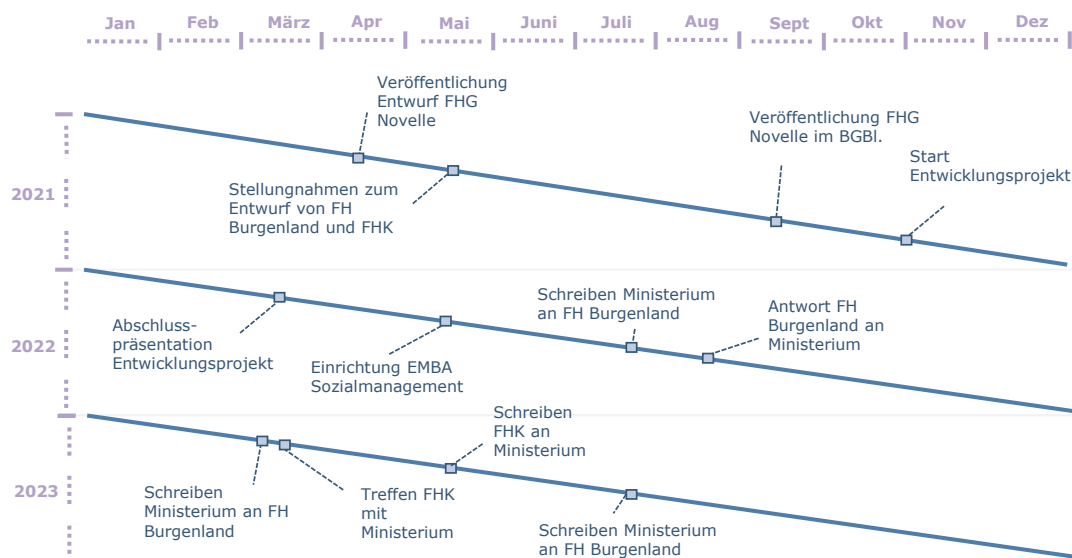 Jan Feb März Apr Mai Juni Juli Aug Sept Okt Nov Dez
2021
Veröffentlichung
Entwurf FHG
Novelle
Stellungnahmen zum
Entwurf von FH
Burgenland und FHK
Veröffentlichung FHG
Novelle im BGBl.
Start
Entwicklungsprojekt
2022
Abschluss-
präsentation
Entwicklungsprojekt
Einrichtung EMBA
Sozialmanagement
Schreiben Ministerium
an FH Burgenland
Antwort FH
Burgenland an
Ministerium
2023
Schreiben
Ministerium an FH
Burgenland
Treffen FHK
mit
Ministerium
Schreiben
FHK an
Ministerium
Schreiben Ministerium
an FH Burgenland